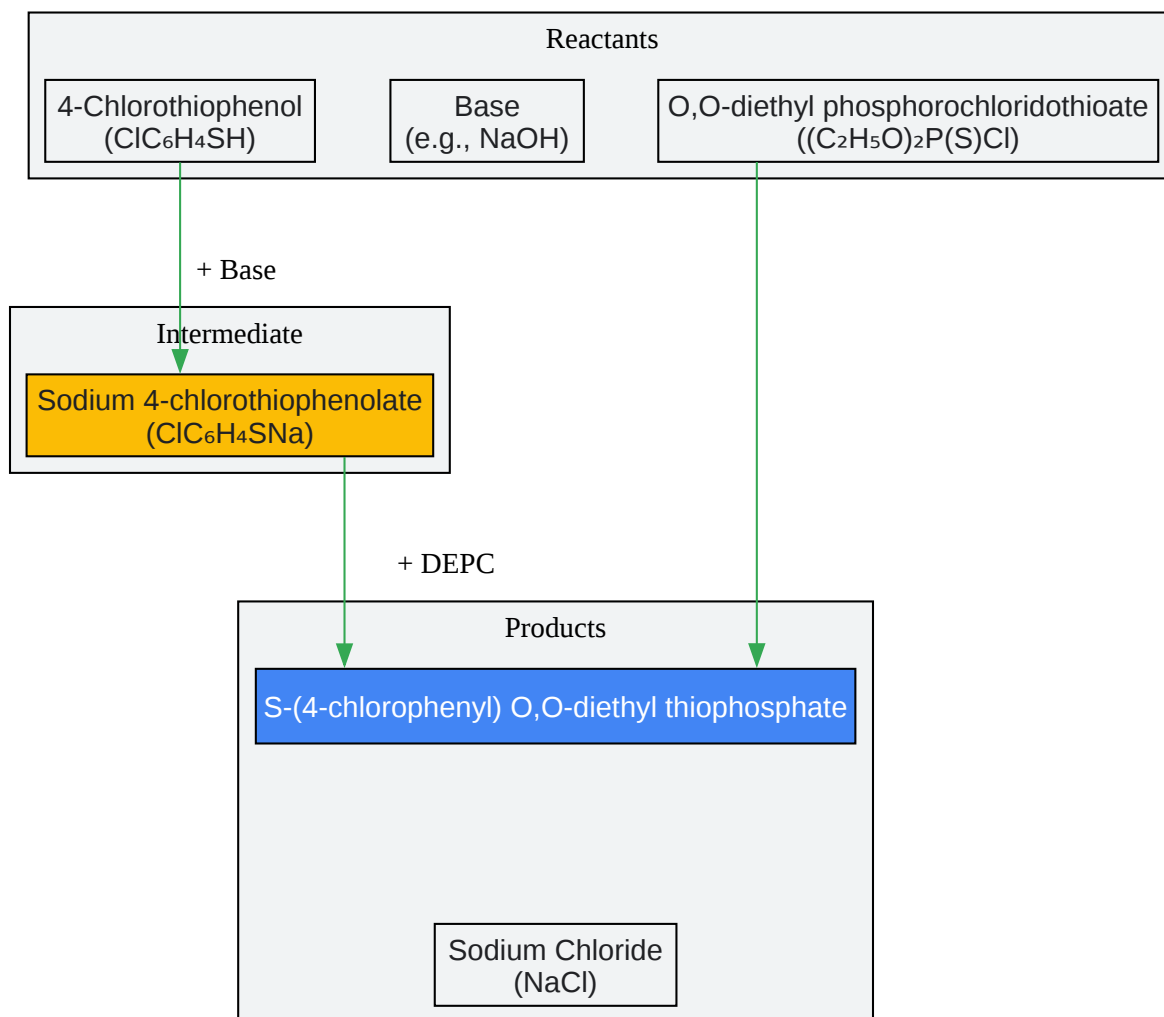 Reactants
4-Chlorothiophenol
(ClC₆H₄SH)
Base
(e.g., NaOH)
O,O-diethyl phosphorochloridothioate
((C₂H₅O)₂P(S)Cl)
+ Base
Intermediate
Sodium 4-chlorothiophenolate
(ClC₆H₄SNa)
+ DEPC
Products
S-(4-chlorophenyl) O,O-diethyl thiophosphate
Sodium Chloride
(NaCl)